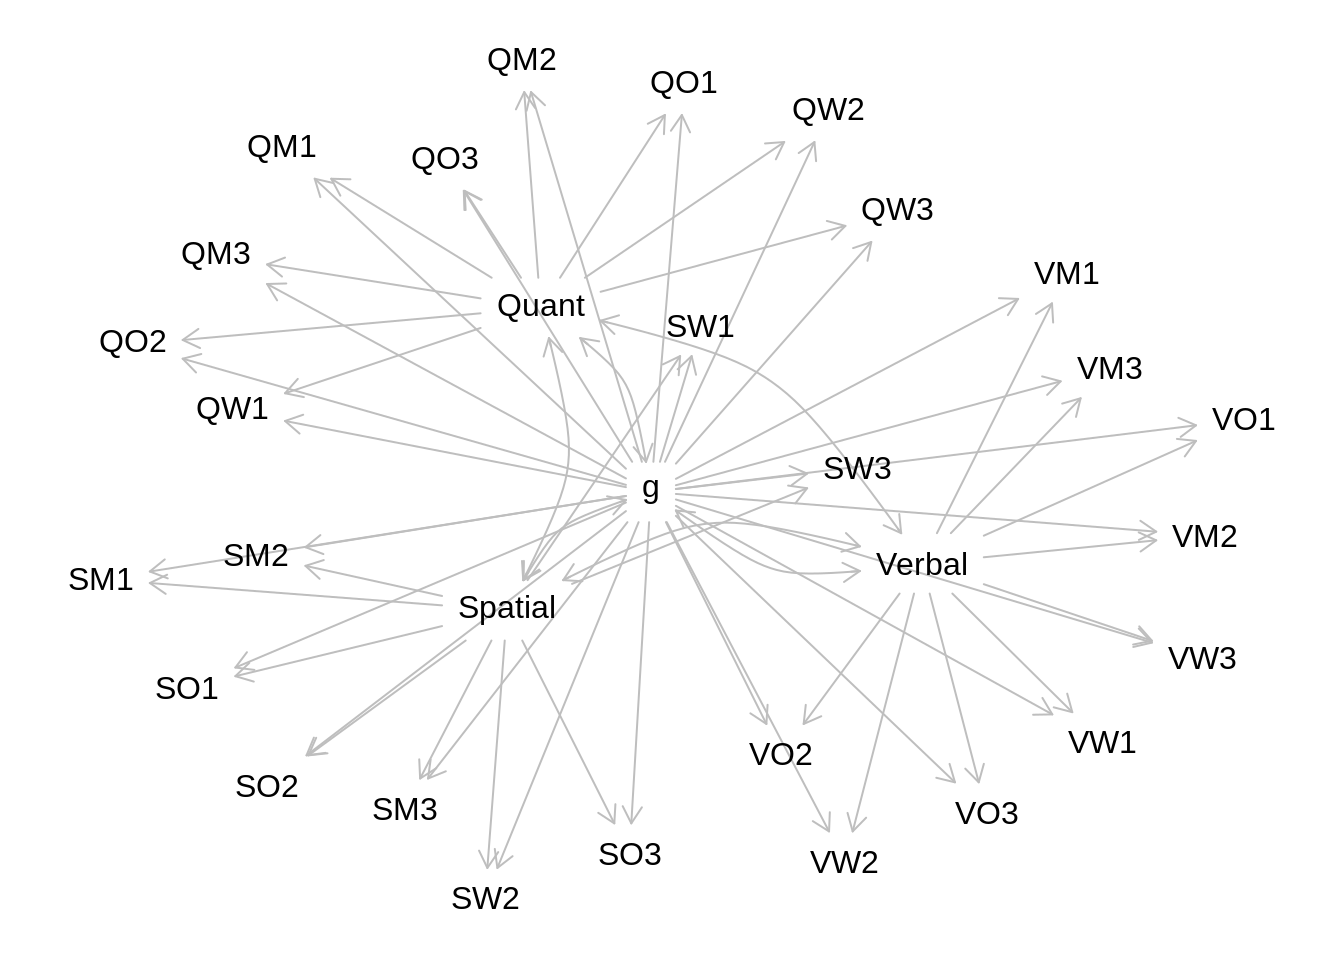 QM2
QO1
QW2
QM1
QO3
QW3
QM3
VM1
Quant
SW1
QO2
VM3
QW1
VO1
SW3
g
VM2
SM2
Verbal
SM1
Spatial
VW3
SO1
VW1
VO2
SO2
SM3
VO3
SO3
VW2
SW2